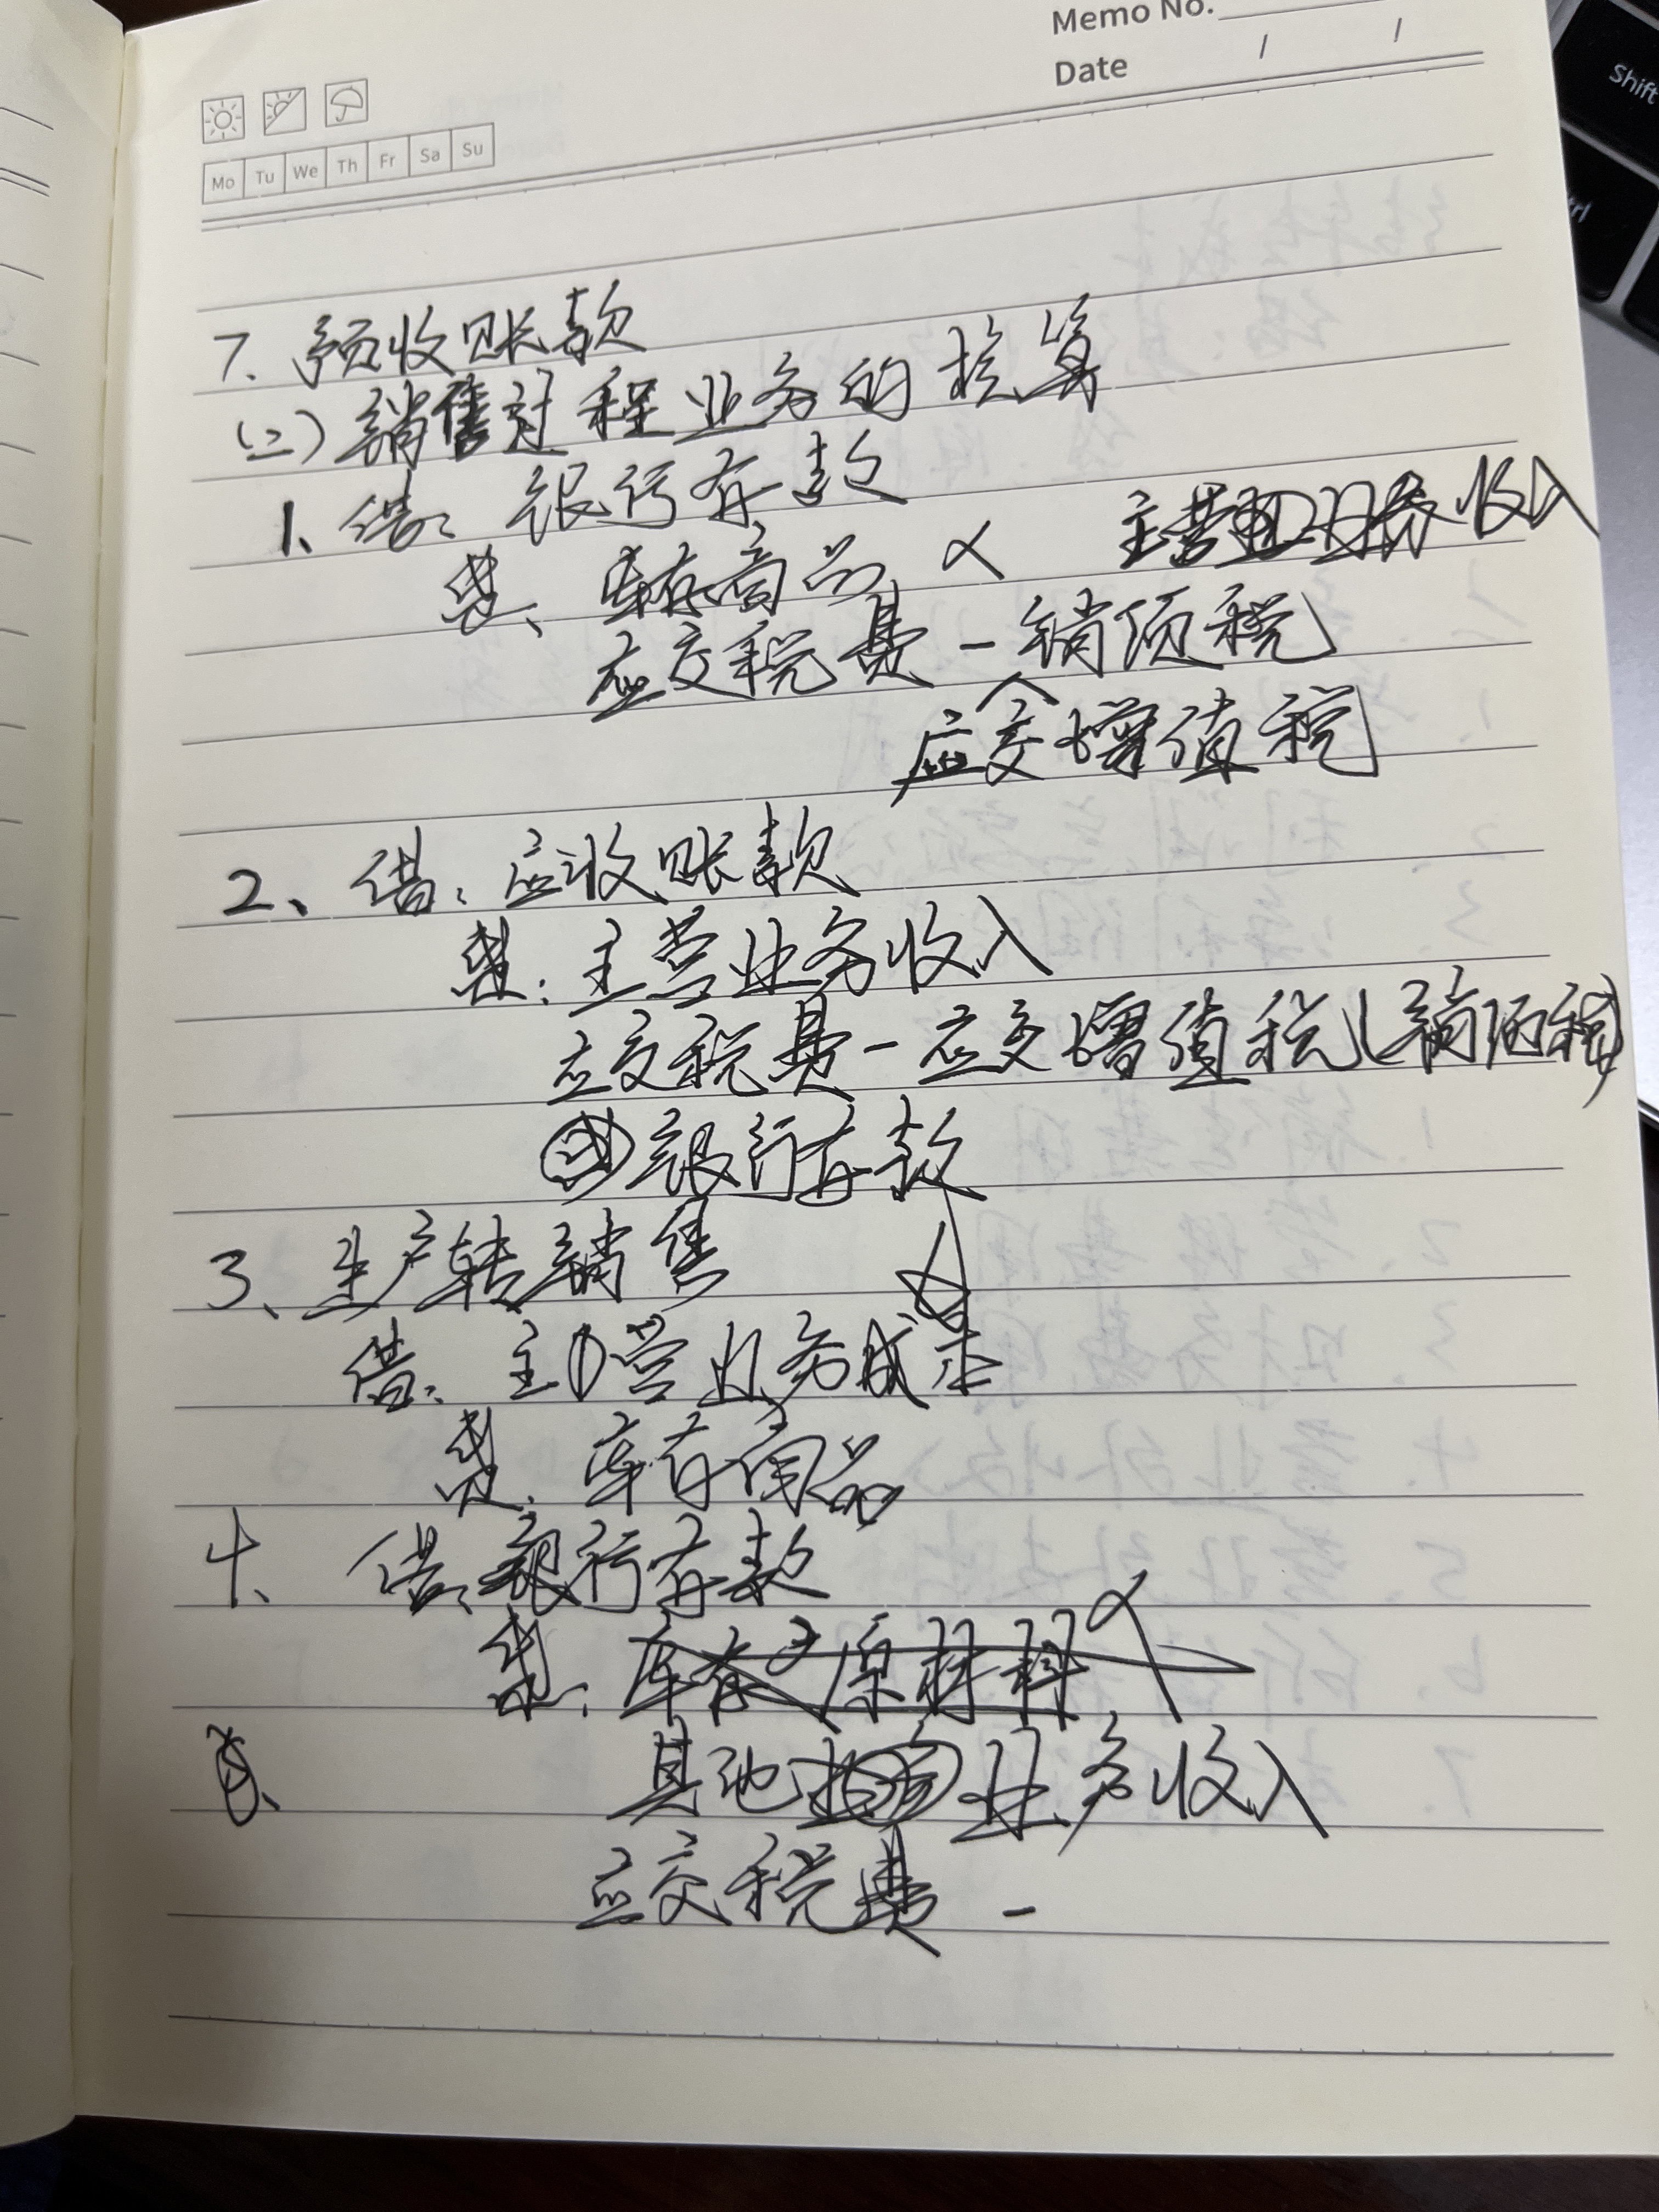 Memo No.
Date / /
Mo Tu We Th Fr Sa Su
Shift
trl
7. 预收账款
(二) 销售过程业务的核算
1、借: 银行存款
贷、库存商品 × 主营业务收入
应交税费 - 销项税
应交增值税
2、借: 应收账款
贷: 主营业务收入
应交税费 - 应交增值税(销项税)
银行存款
3、生产转销售
借: 主营业务成本
贷: 库存商品
4、借: 银行存款
贷: 库存 原材料 ×
其他业务收入
应交税费 -